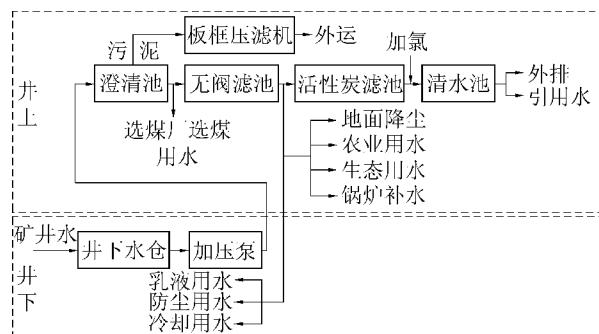 污泥
板框压滤机
外运
加氯
井上
澄清池
无阀滤池
活性炭滤池
清水池
外排
引用水
选煤厂选煤
用水
地面降尘
农业用水
生态用水
锅炉补水
矿井水
井下水仓
加压泵
井下
乳液用水
防尘用水
冷却用水